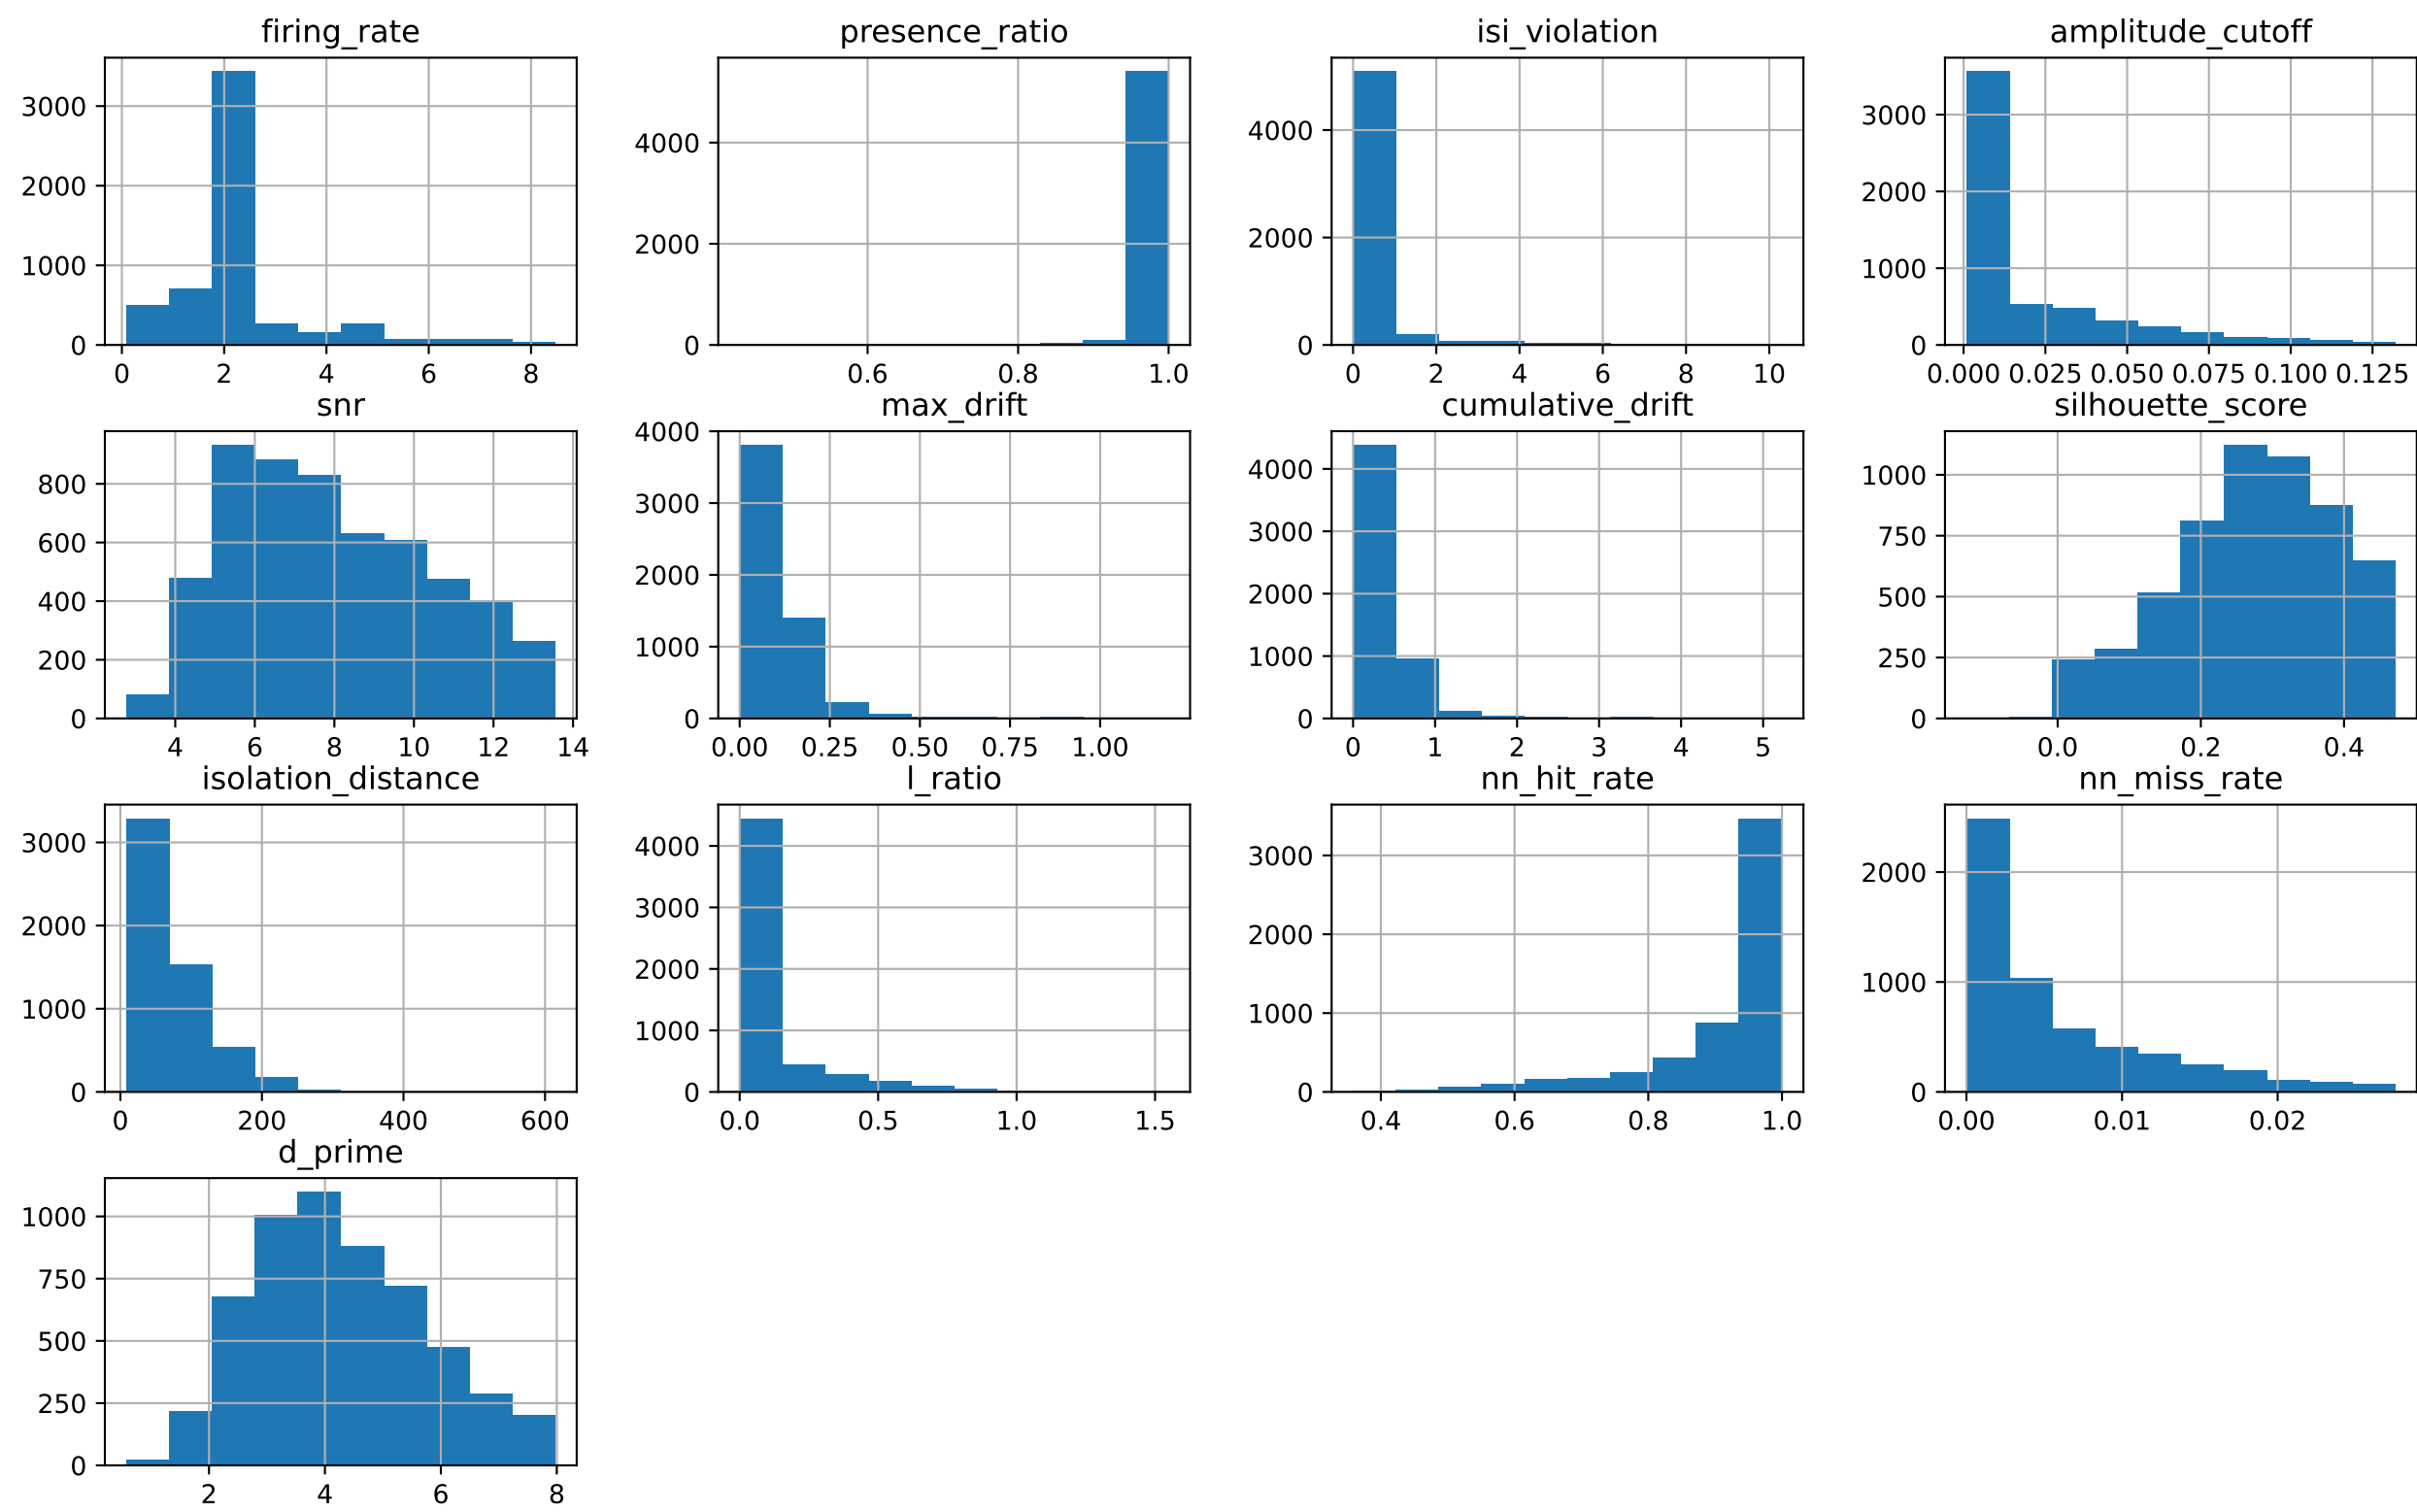 firing_rate
3000
2000
1000
0
0 2 4 6 8
presence_ratio
4000
2000
0
0.6 0.8 1.0
isi_violation
4000
2000
0
0 2 4 6 8 10
amplitude_cutoff
3000
2000
1000
0
0.000 0.025 0.050 0.075 0.100 0.125
snr
800
600
400
200
0
4 6 8 10 12 14
max_drift
4000
3000
2000
1000
0
0.00 0.25 0.50 0.75 1.00
cumulative_drift
4000
3000
2000
1000
0
0 1 2 3 4 5
silhouette_score
1000
750
500
250
0
0.0 0.2 0.4
isolation_distance
3000
2000
1000
0
0 200 400 600
l_ratio
4000
3000
2000
1000
0
0.0 0.5 1.0 1.5
nn_hit_rate
3000
2000
1000
0
0.4 0.6 0.8 1.0
nn_miss_rate
2000
1000
0
0.00 0.01 0.02
d_prime
1000
750
500
250
0
2 4 6 8